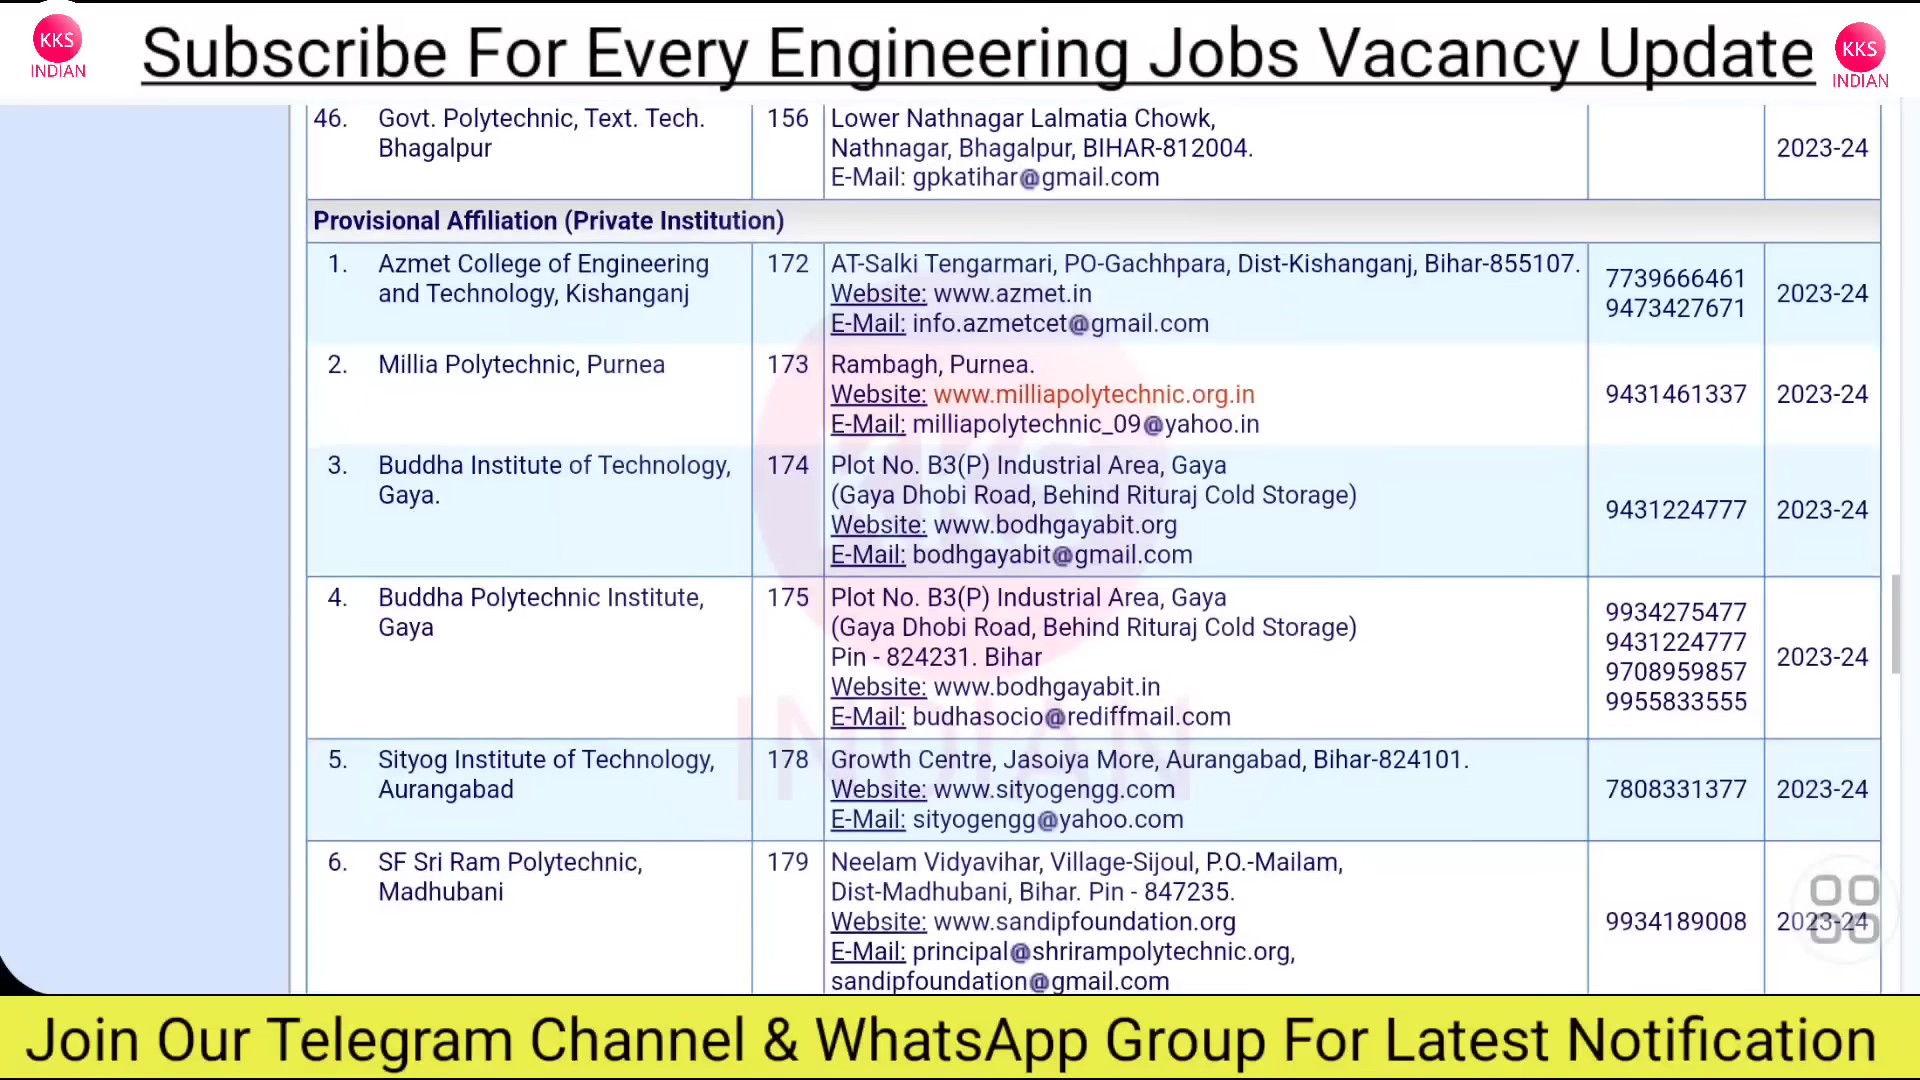 KKS
INDIAN
Subscribe For Every Engineering Jobs Vacancy Update
KKS
INDIAN
46. Govt. Polytechnic, Text. Tech. 156 Lower Nathnagar Lalmatia Chowk,
Bhagalpur Nathnagar, Bhagalpur, BIHAR-812004. 2023-24
E-Mail: gpkatihar@gmail.com
Provisional Affiliation (Private Institution)
1. Azmet College of Engineering 172 AT-Salki Tengarmari, PO-Gachhpara, Dist-Kishanganj, Bihar-855107.
7739666461
and Technology, Kishanganj Website: www.azmet.in 2023-24
9473427671
E-Mail: info.azmetcet@gmail.com
2. Millia Polytechnic, Purnea 173 Rambagh, Purnea.
Website: www.milliapolytechnic.org.in 9431461337 2023-24
E-Mail: milliapolytechnic_09@yahoo.in
3. Buddha Institute of Technology, 174 Plot No. B3(P) Industrial Area, Gaya
Gaya. (Gaya Dhobi Road, Behind Rituraj Cold Storage)
9431224777 2023-24
Website: www.bodhgayabit.org
E-Mail: bodhgayabit@gmail.com
4. Buddha Polytechnic Institute, 175 Plot No. B3(P) Industrial Area, Gaya
9934275477
Gaya (Gaya Dhobi Road, Behind Rituraj Cold Storage)
9431224777
Pin - 824231. Bihar 2023-24
9708959857
Website: www.bodhgayabit.in
9955833555
E-Mail: budhasocio@rediffmail.com
5. Sityog Institute of Technology, 178 Growth Centre, Jasoiya More, Aurangabad, Bihar-824101.
Aurangabad Website: www.sityogengg.com 7808331377 2023-24
E-Mail: sityogengg@yahoo.com
6. SF Sri Ram Polytechnic, 179 Neelam Vidyavihar, Village-Sijoul, P.O.-Mailam,
Madhubani Dist-Madhubani, Bihar. Pin - 847235.
Website: www.sandipfoundation.org 9934189008 2023-24
E-Mail: principal@shrirampolytechnic.org,
sandipfoundation@gmail.com
KKS
INDIAN
Join Our Telegram Channel & WhatsApp Group For Latest Notification